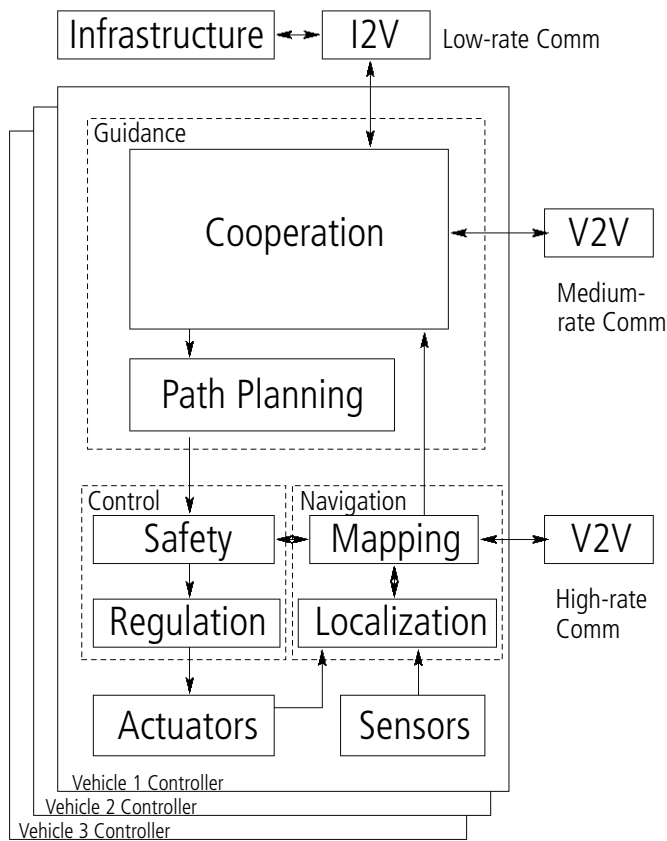 Infrastructure
I2V
Low-rate Comm
Guidance
Cooperation
V2V
Medium-
rate Comm
Path Planning
Control
Navigation
Safety
Mapping
V2V
Regulation
Localization
High-rate
Comm
Actuators
Sensors
Vehicle 1 Controller
Vehicle 2 Controller
Vehicle 3 Controller